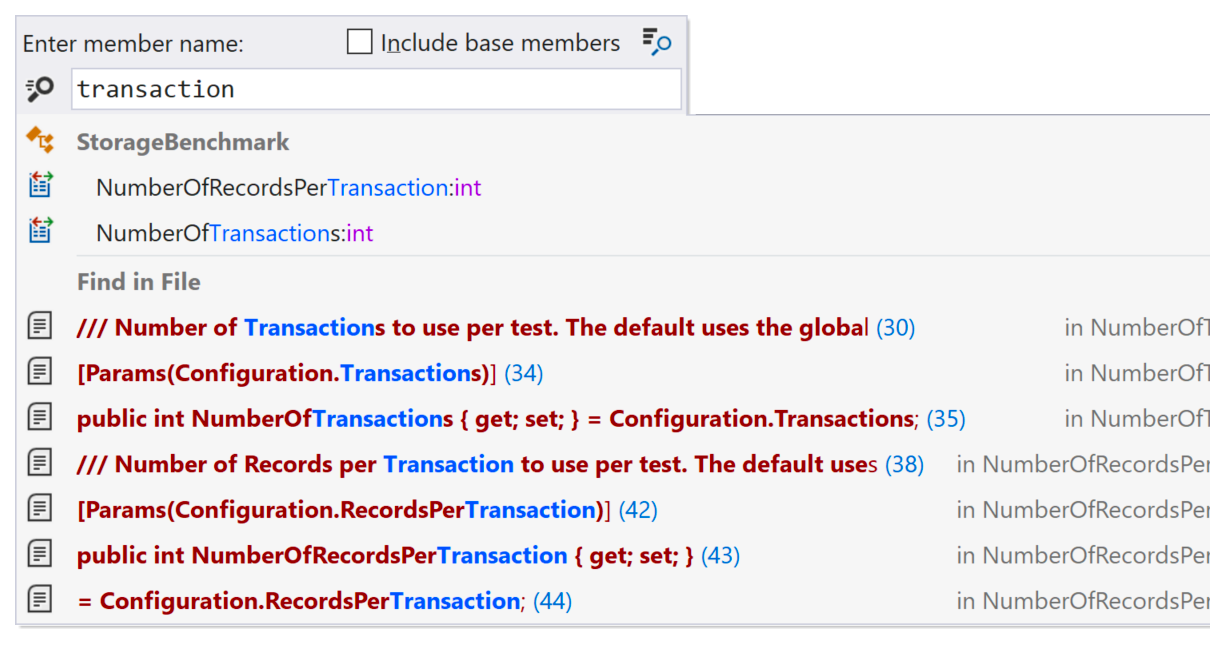 Enter member name: Include base members
transaction
StorageBenchmark
NumberOfRecordsPerTransaction:int
NumberOfTransactions:int
Find in File
/// Number of Transactions to use per test. The default uses the global (30) in NumberOfT
[Params(Configuration.Transactions)] (34) in NumberOfT
public int NumberOfTransactions { get; set; } = Configuration.Transactions; (35) in NumberOfT
/// Number of Records per Transaction to use per test. The default uses (38) in NumberOfRecordsPer
[Params(Configuration.RecordsPerTransaction)] (42) in NumberOfRecordsPer
public int NumberOfRecordsPerTransaction { get; set; } (43) in NumberOfRecordsPer
= Configuration.RecordsPerTransaction; (44) in NumberOfRecordsPer